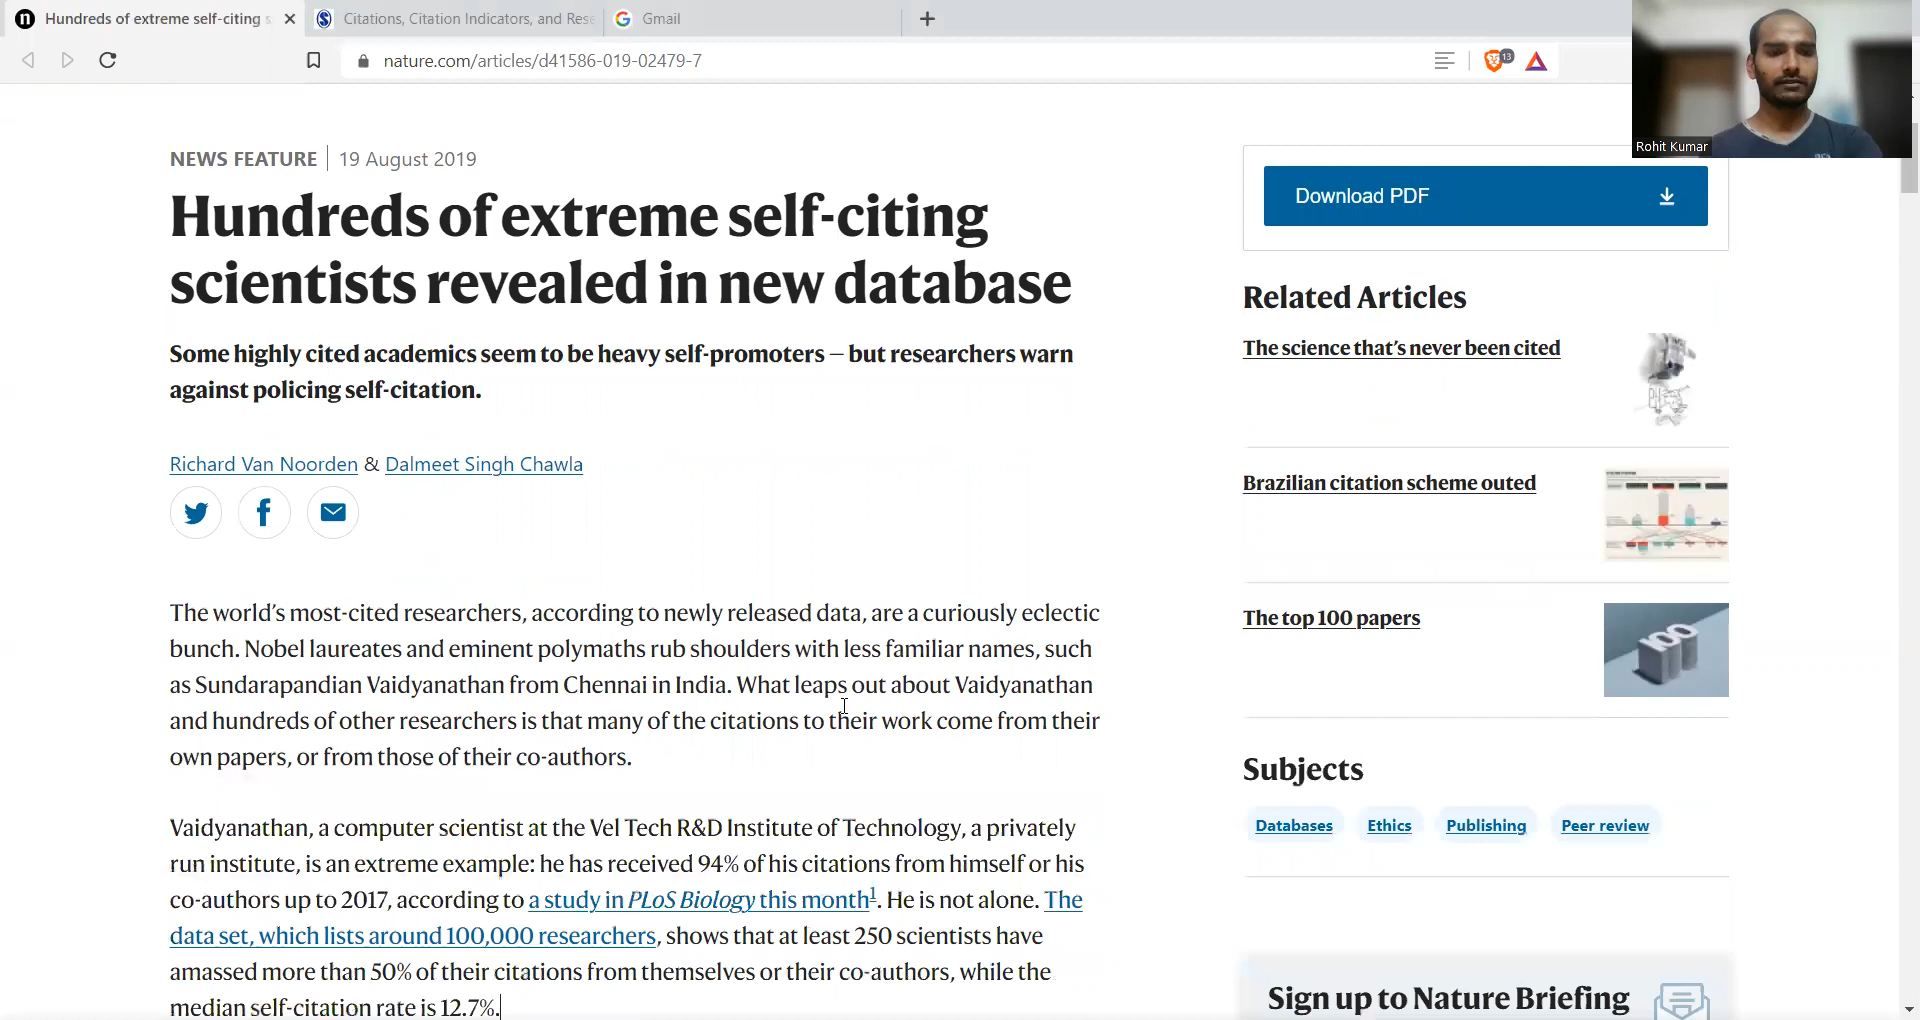 Hundreds of extreme self-citing s
Citations, Citation Indicators, and Rese
Gmail
nature.com/articles/d41586-019-02479-7
13
Rohit Kumar
NEWS FEATURE
19 August 2019
Hundreds of extreme self-citing
scientists revealed in new database
Some highly cited academics seem to be heavy self-promoters — but researchers warn
against policing self-citation.
Richard Van Noorden & Dalmeet Singh Chawla
The world’s most-cited researchers, according to newly released data, are a curiously eclectic
bunch. Nobel laureates and eminent polymaths rub shoulders with less familiar names, such
as Sundarapandian Vaidyanathan from Chennai in India. What leaps out about Vaidyanathan
and hundreds of other researchers is that many of the citations to their work come from their
own papers, or from those of their co-authors.
Vaidyanathan, a computer scientist at the Vel Tech R&D Institute of Technology, a privately
run institute, is an extreme example: he has received 94% of his citations from himself or his
co-authors up to 2017, according to a study in PLoS Biology this month1. He is not alone. The
data set, which lists around 100,000 researchers, shows that at least 250 scientists have
amassed more than 50% of their citations from themselves or their co-authors, while the
median self-citation rate is 12.7%.
Download PDF
Related Articles
The science that’s never been cited
Brazilian citation scheme outed
The top 100 papers
100
Subjects
Databases
Ethics
Publishing
Peer review
Sign up to Nature Briefing